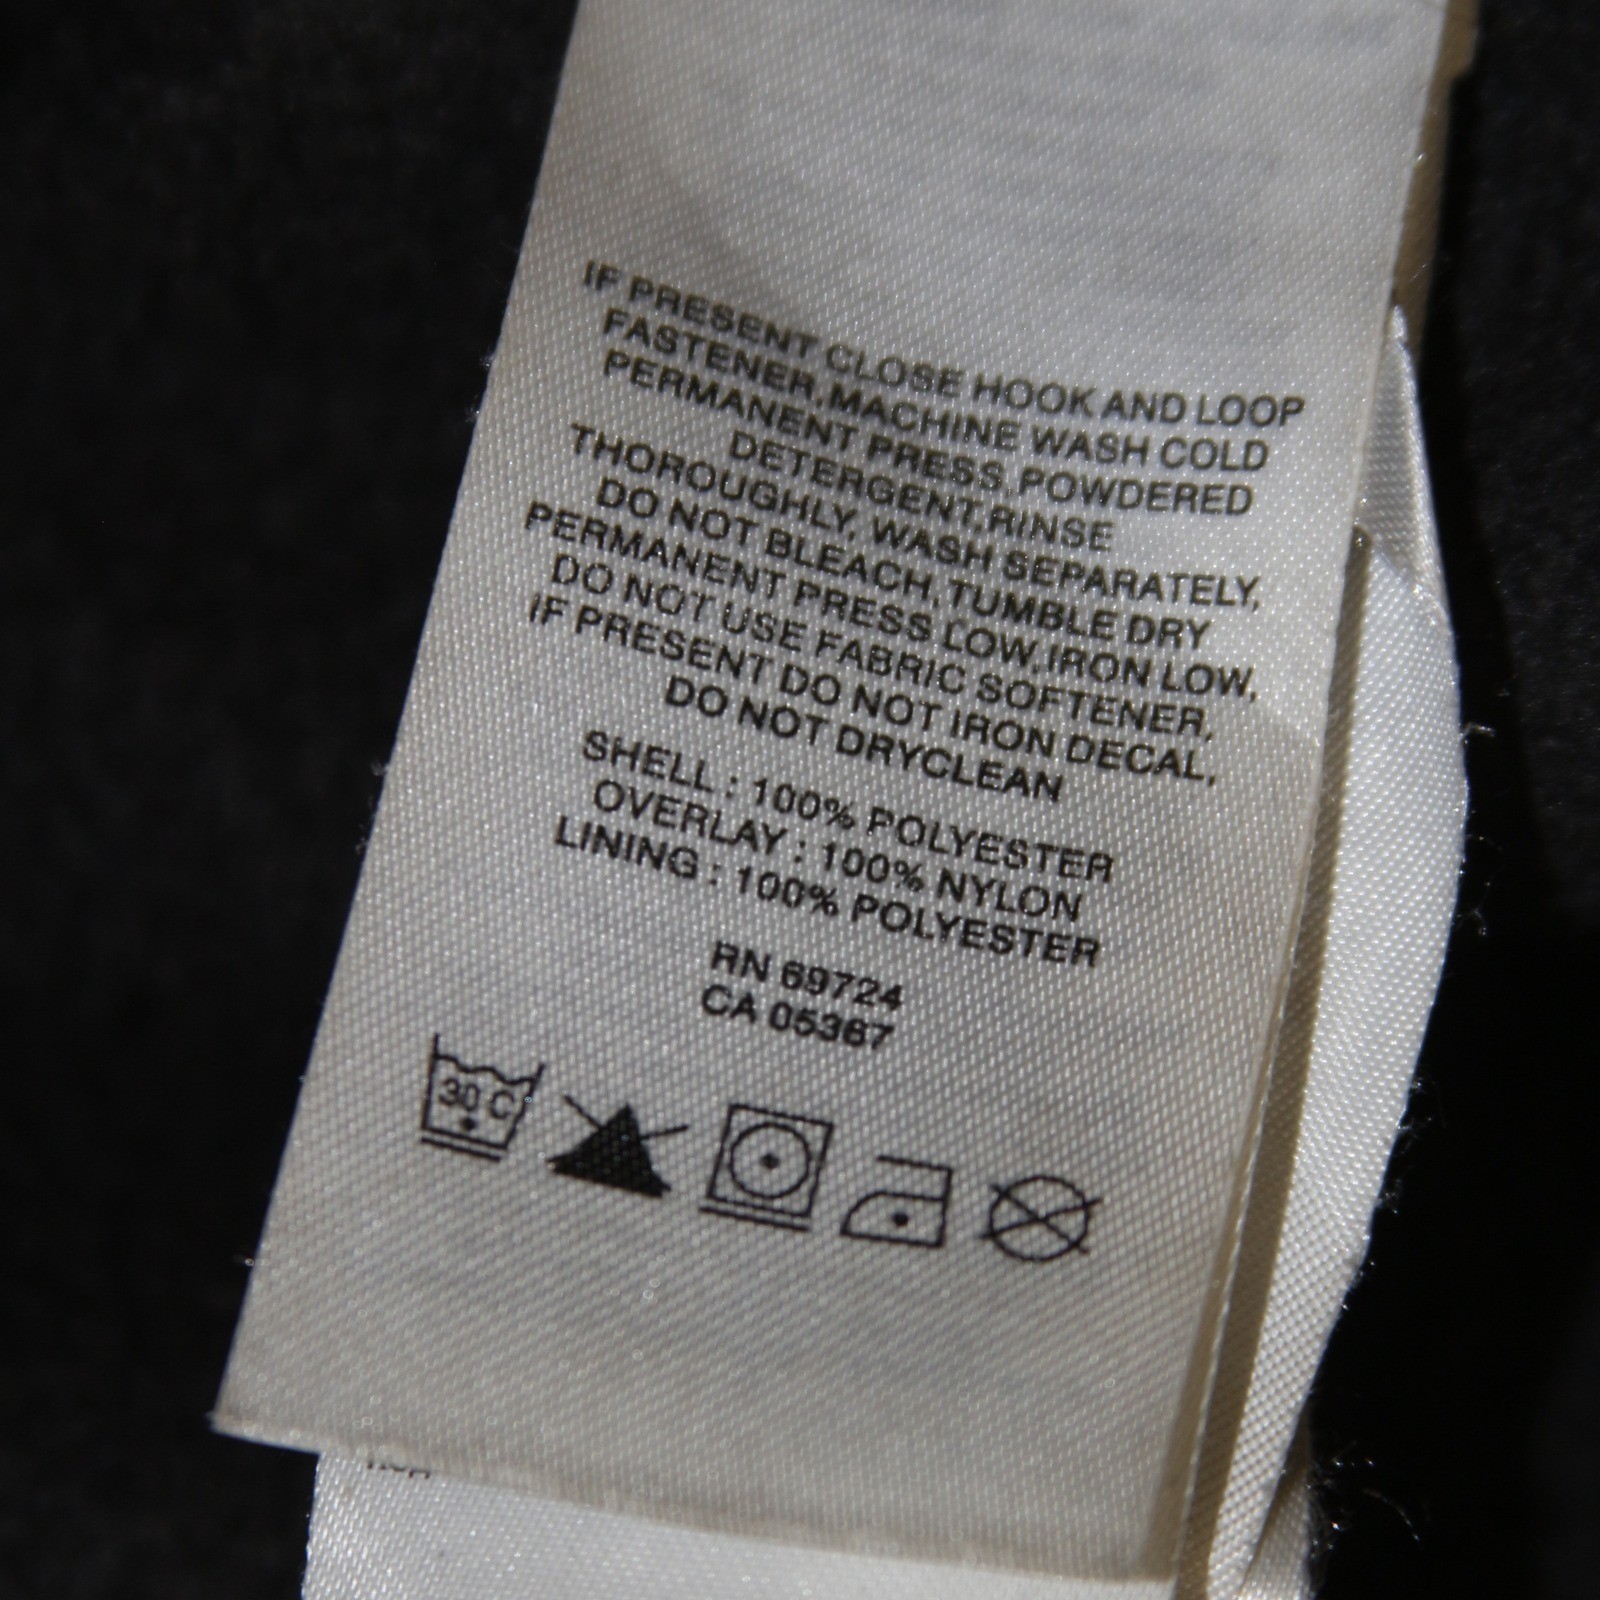 IF PRESENT CLOSE HOOK AND LOOP
FASTENER,MACHINE WASH COLD
PERMANENT PRESS,POWDERED
DETERGENT,RINSE
THOROUGHLY, WASH SEPARATELY,
DO NOT BLEACH,TUMBLE DRY
PERMANENT PRESS LOW,IRON LOW,
DO NOT USE FABRIC SOFTENER,
IF PRESENT DO NOT IRON DECAL,
DO NOT DRYCLEAN
SHELL : 100% POLYESTER
OVERLAY : 100% NYLON
LINING : 100% POLYESTER
RN 69724
CA 05367
30 C